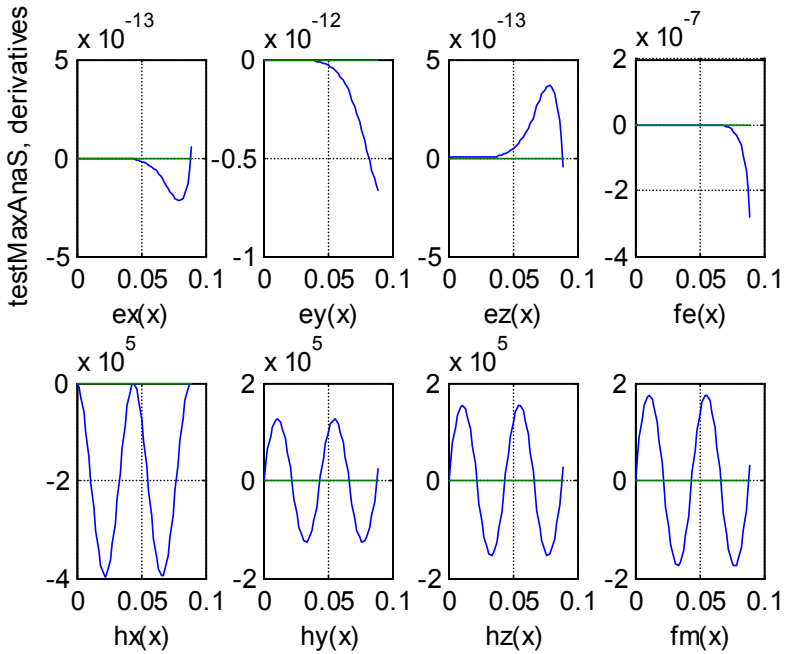 x 10^-13
x 10^-12
x 10^-13
x 10^-7
testMaxAnaS, derivatives
5
0
-5
0 0.05 0.1
ex(x)
0
-0.5
-1
0 0.05 0.1
ey(x)
5
0
-5
0 0.05 0.1
ez(x)
2
0
-2
-4
0 0.05 0.1
fe(x)
x 10^5
x 10^5
x 10^5
x 10^5
0
-2
-4
0 0.05 0.1
hx(x)
2
0
-2
0 0.05 0.1
hy(x)
2
0
-2
0 0.05 0.1
hz(x)
2
0
-2
0 0.05 0.1
fm(x)